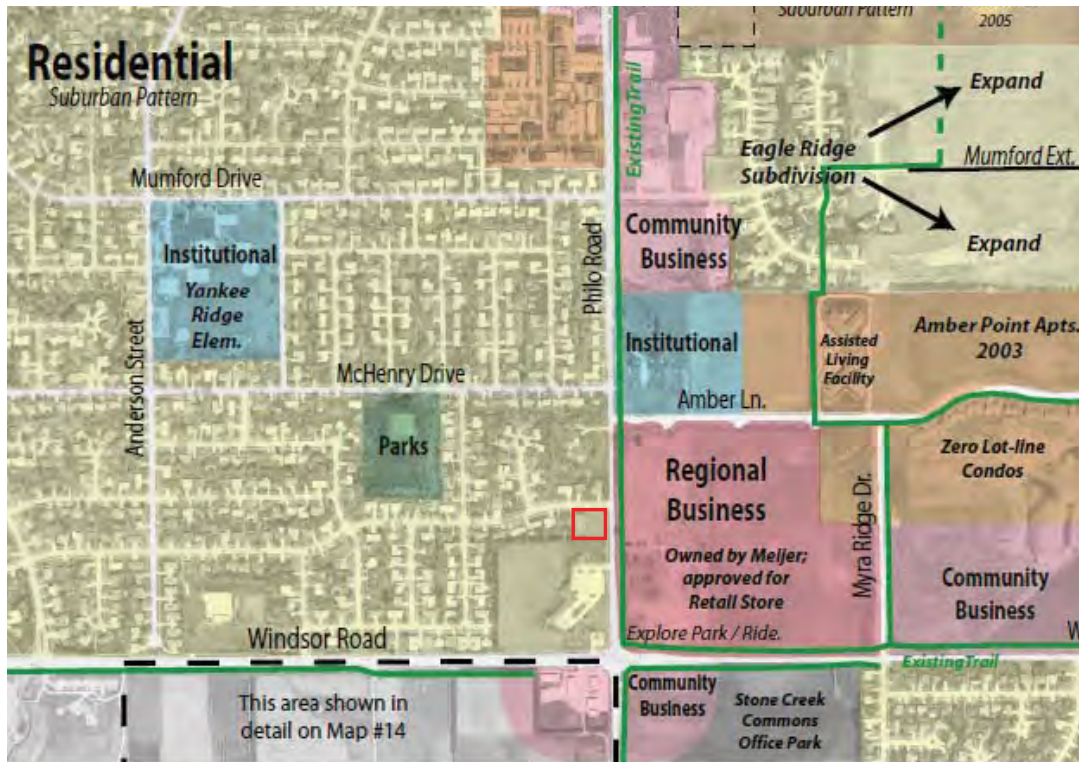 Residential
Suburban Pattern
Suburban Pattern
2005
Expand
Eagle Ridge
Subdivision
Mumford Ext.
Expand
ExistingTrail
Mumford Drive
Institutional
Yankee
Ridge
Elem.
Anderson Street
Philo Road
Community
Business
Institutional
Assisted
Living
Facility
Amber Point Apts.
2003
McHenry Drive
Amber Ln.
Parks
Regional
Business
Owned by Meijer;
approved for
Retail Store
Explore Park / Ride.
Myra Ridge Dr.
Zero Lot-line
Condos
Community
Business
Windsor Road
W
ExistingTrail
This area shown in
detail on Map #14
Community
Business
Stone Creek
Commons
Office Park